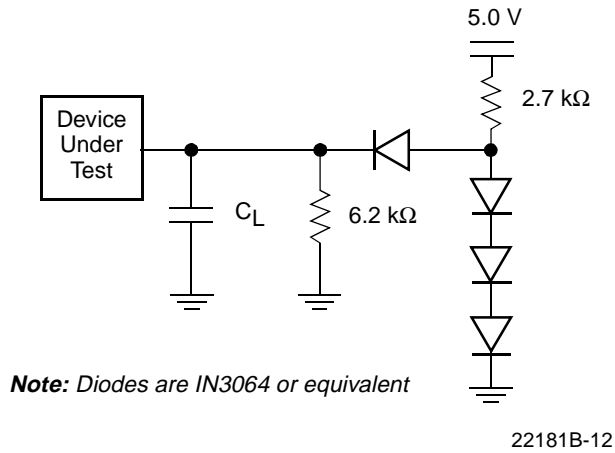 5.0 V
2.7 kΩ
Device
Under
Test
CL
6.2 kΩ
Note: Diodes are IN3064 or equivalent
22181B-12